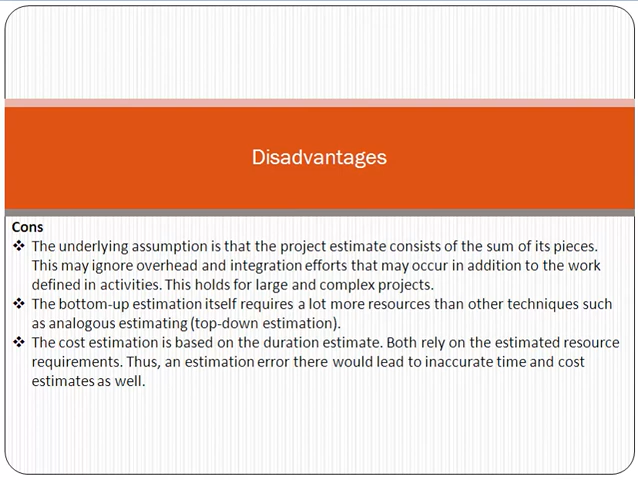 Disadvantages
Cons
❖ The underlying assumption is that the project estimate consists of the sum of its pieces.
This may ignore overhead and integration efforts that may occur in addition to the work
defined in activities. This holds for large and complex projects.
❖ The bottom-up estimation itself requires a lot more resources than other techniques such
as analogous estimating (top-down estimation).
❖ The cost estimation is based on the duration estimate. Both rely on the estimated resource
requirements. Thus, an estimation error there would lead to inaccurate time and cost
estimates as well.